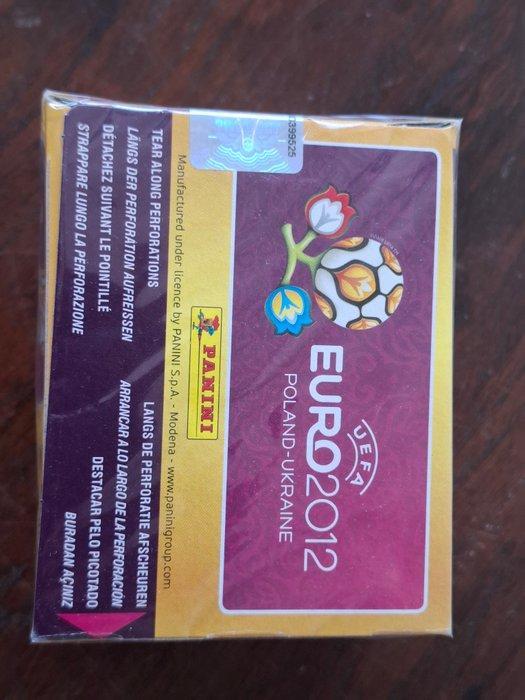 UEFA
EURO2012
POLAND-UKRAINE
PANINI
Manufactured under licence by PANINI S.p.A. - Modena - www.paninigroup.com
TEAR ALONG PERFORATIONS
LÄNGS DER PERFORATION AUFREISSEN
DÉTACHEZ SUIVANT LE POINTILLÉ
STRAPPARE LUNGO LA PERFORAZIONE
LANGS DE PERFORATIE AFSCHEUREN
ARRANCAR A LO LARGO DE LA PERFORACIÓN
DESTACAR PELO PICOTADO
BURADAN AÇINIZ